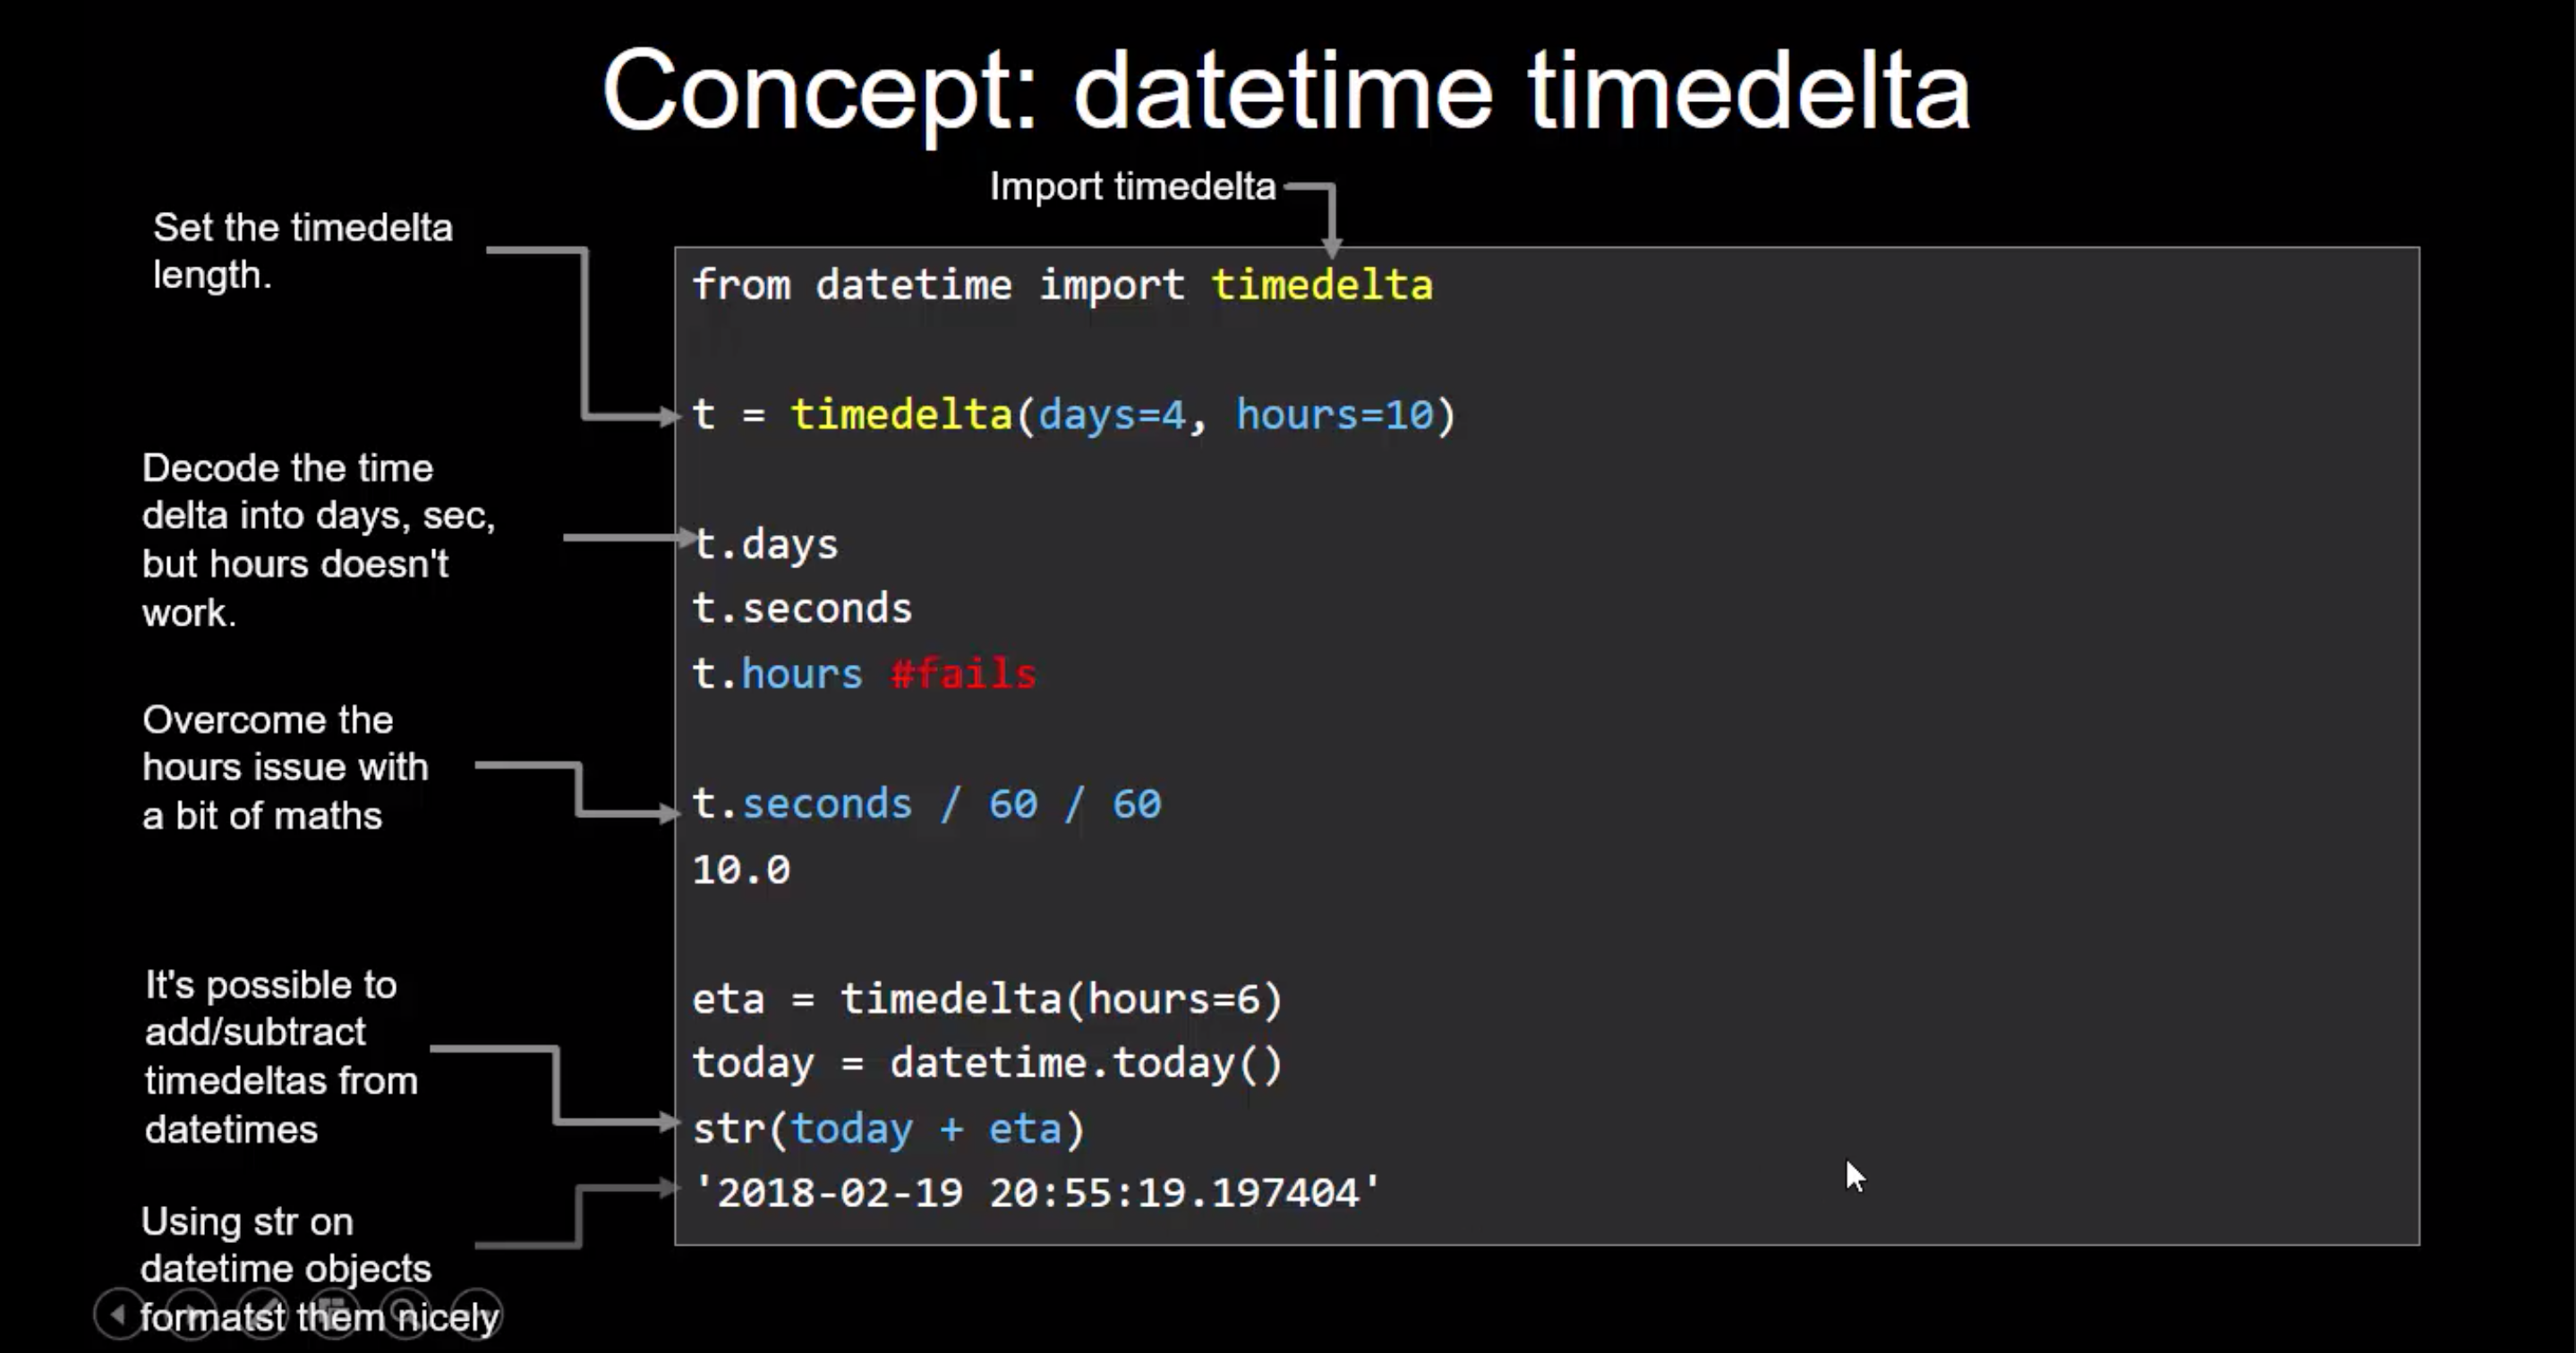 Concept: datetime timedelta
Import timedelta
Set the timedelta
length.
from datetime import timedelta
t = timedelta(days=4, hours=10)
Decode the time
delta into days, sec,
but hours doesn't
work.
t.days
t.seconds
t.hours #fails
Overcome the
hours issue with
a bit of maths
t.seconds / 60 / 60
10.0
It's possible to
add/subtract
timedeltas from
datetimes
eta = timedelta(hours=6)
today = datetime.today()
str(today + eta)
'2018-02-19 20:55:19.197404'
Using str on
datetime objects
formatst them nicely